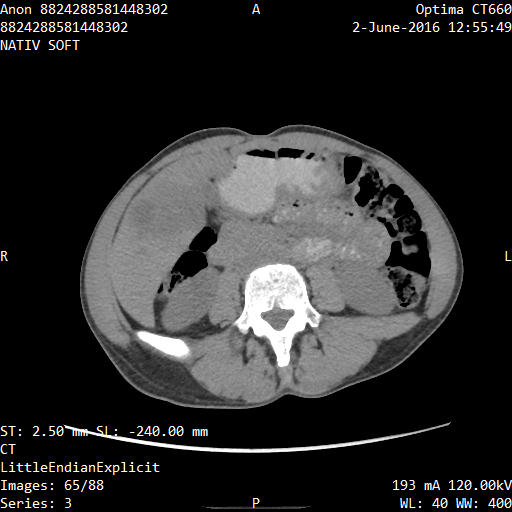 Anon 8824288581448302
A
Optima CT660
8824288581448302
2-June-2016 12:55:49
NATIV SOFT
R
L
ST: 2.50 mm SL: -240.00 mm
CT
LittleEndianExplicit
Images: 65/88
193 mA 120.00kV
Series: 3
P
WL: 40 WW: 400